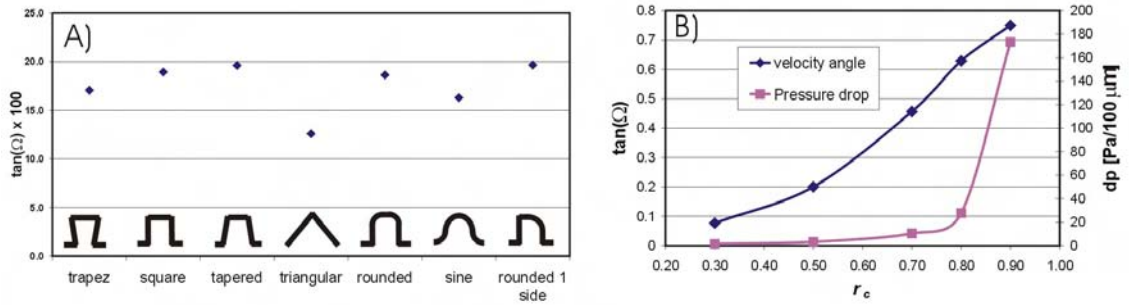 A)
tan(Ω) x 100
25.0
20.0
15.0
10.0
5.0
0.0
trapez square tapered triangular rounded sine rounded 1 side
B)
velocity angle
Pressure drop
tan(Ω)
0.8
0.7
0.6
0.5
0.4
0.3
0.2
0.1
0
dp [Pa/100 µm]
200
180
160
140
120
100
80
60
40
20
0
0.20 0.30 0.40 0.50 0.60 0.70 0.80 0.90 1.00
r c